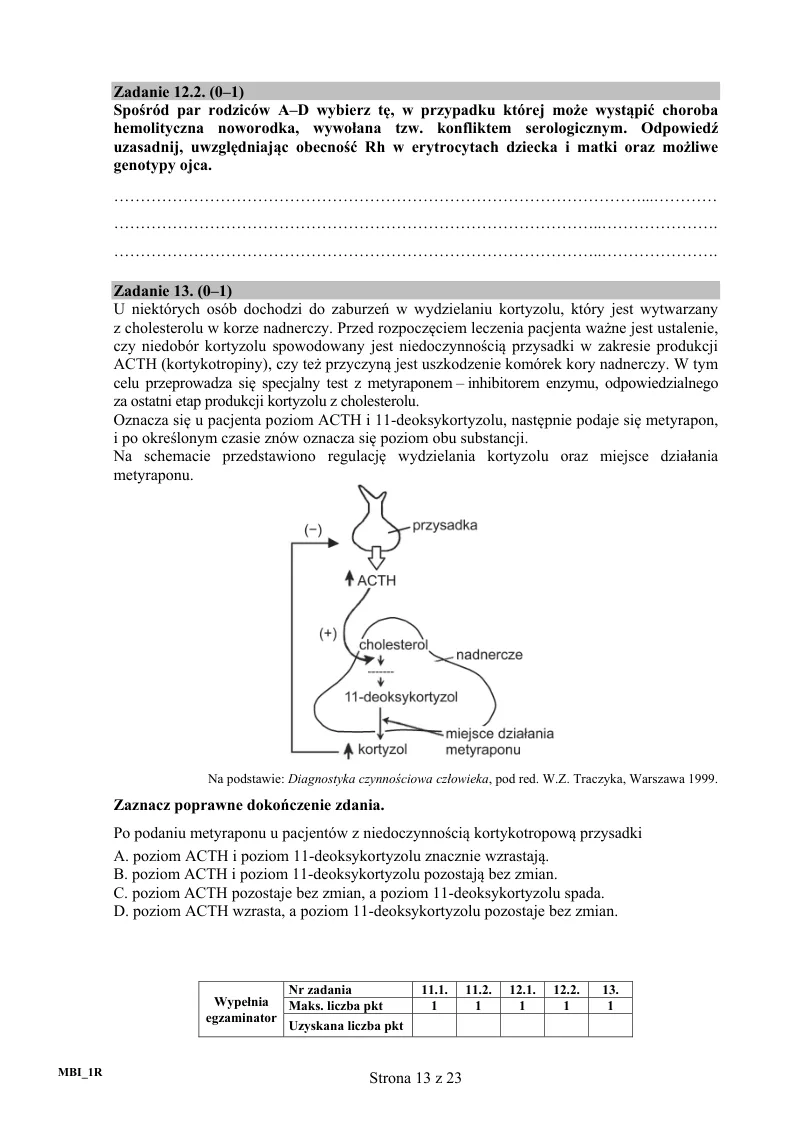 Zadanie 12.2. (0–1)
Spośród par rodziców A–D wybierz tę, w przypadku której może wystąpić choroba
hemolityczna noworodka, wywołana tzw. konfliktem serologicznym. Odpowiedź
uzasadnij, uwzględniając obecność Rh w erytrocytach dziecka i matki oraz możliwe
genotypy ojca.
Zadanie 13. (0–1)
U niektórych osób dochodzi do zaburzeń w wydzielaniu kortyzolu, który jest wytwarzany
z cholesterolu w korze nadnerczy. Przed rozpoczęciem leczenia pacjenta ważne jest ustalenie,
czy niedobór kortyzolu spowodowany jest niedoczynnością przysadki w zakresie produkcji
ACTH (kortykotropiny), czy też przyczyną jest uszkodzenie komórek kory nadnerczy. W tym
celu przeprowadza się specjalny test z metyraponem – inhibitorem enzymu, odpowiedzialnego
za ostatni etap produkcji kortyzolu z cholesterolu.
Oznacza się u pacjenta poziom ACTH i 11-deoksykortyzolu, następnie podaje się metyrapon,
i po określonym czasie znów oznacza się poziom obu substancji.
Na schemacie przedstawiono regulację wydzielania kortyzolu oraz miejsce działania
metyraponu.
(–)
przysadka
ACTH
(+)
cholesterol
nadnercze
11-deoksykortyzol
miejsce działania
metyraponu
kortyzol
Na podstawie: Diagnostyka czynnościowa człowieka, pod red. W.Z. Traczyka, Warszawa 1999.
Zaznacz poprawne dokończenie zdania.
Po podaniu metyraponu u pacjentów z niedoczynnością kortykotropową przysadki
A. poziom ACTH i poziom 11-deoksykortyzolu znacznie wzrastają.
B. poziom ACTH i poziom 11-deoksykortyzolu pozostają bez zmian.
C. poziom ACTH pozostaje bez zmian, a poziom 11-deoksykortyzolu spada.
D. poziom ACTH wzrasta, a poziom 11-deoksykortyzolu pozostaje bez zmian.
Wypełnia
egzaminator
Nr zadania 11.1. 11.2. 12.1. 12.2. 13.
Maks. liczba pkt 1 1 1 1 1
Uzyskana liczba pkt
MBI_1R
Strona 13 z 23